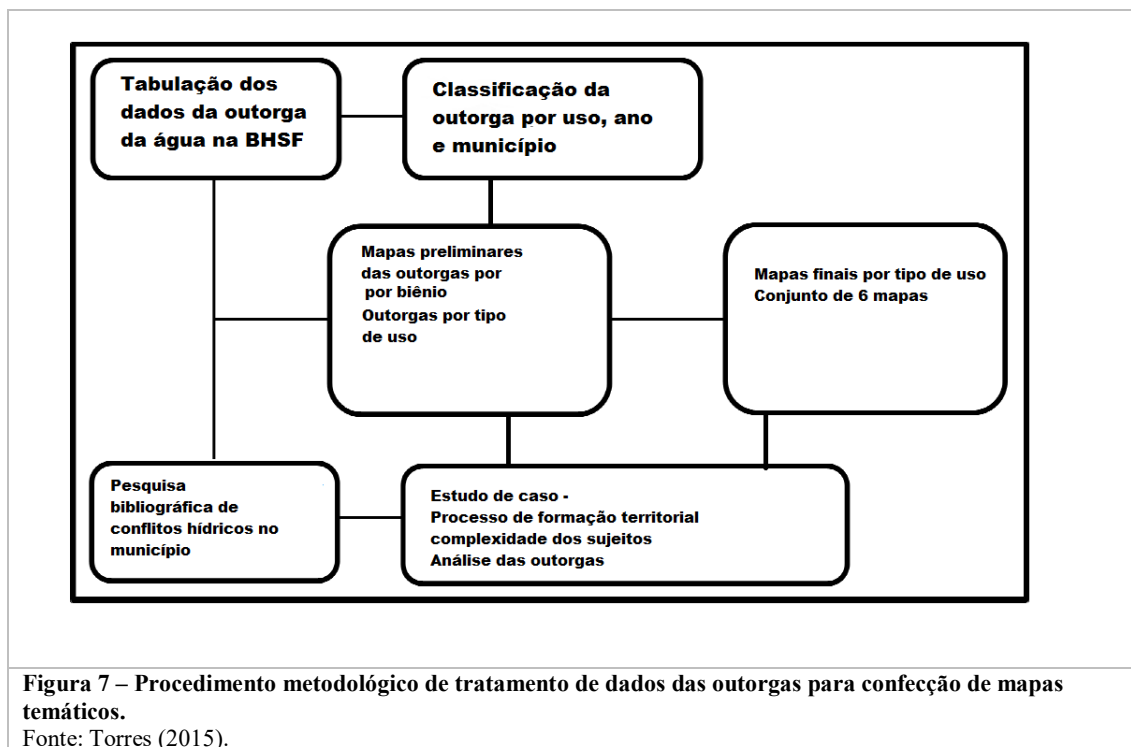 Tabulação dos
dados da outorga
da água na BHSF
Classificação da
outorga por uso, ano
e município
Mapas preliminares
das outorgas por
por biênio
Outorgas por tipo
de uso
Mapas finais por tipo de uso
Conjunto de 6 mapas
Pesquisa
bibliográfica de
conflitos hídricos no
município
Estudo de caso -
Processo de formação territorial
complexidade dos sujeitos
Análise das outorgas
Figura 7 – Procedimento metodológico de tratamento de dados das outorgas para confecção de mapas
temáticos.
Fonte: Torres (2015).